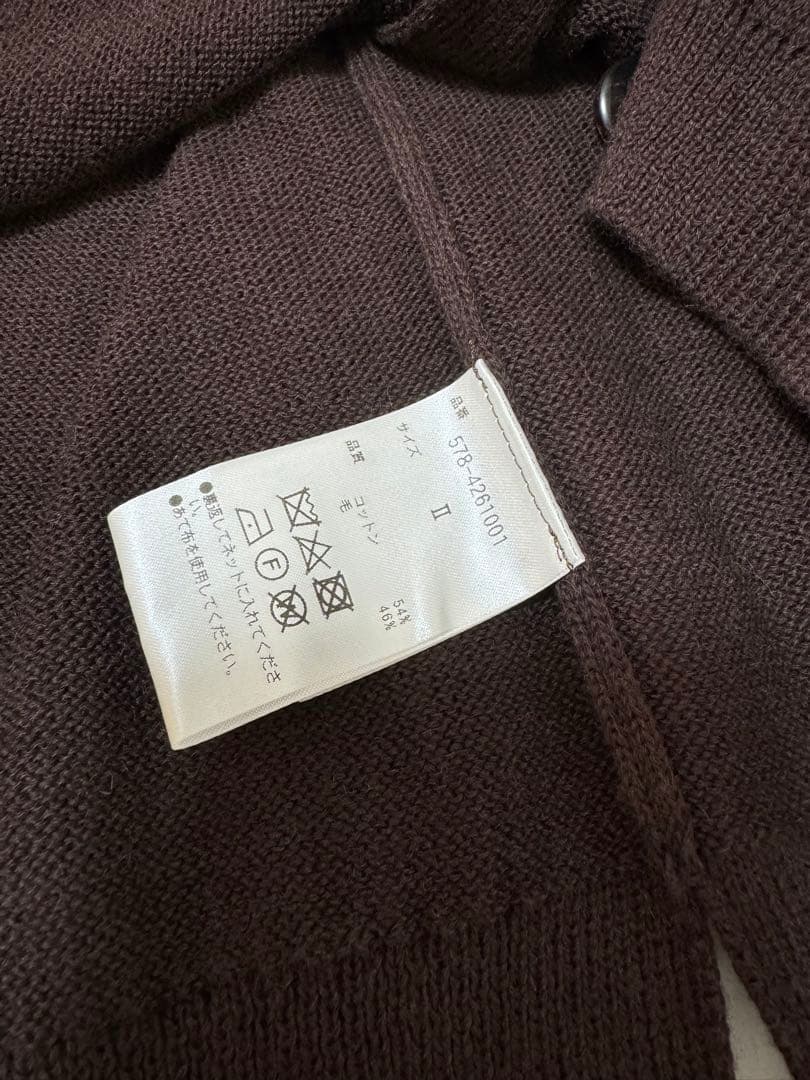 品番 578-4261001
サイズ Ⅱ
品質 コットン 54%
毛 46%
F W
●裏返してネットに入れてくださ
い。
●あて布を使用してください。